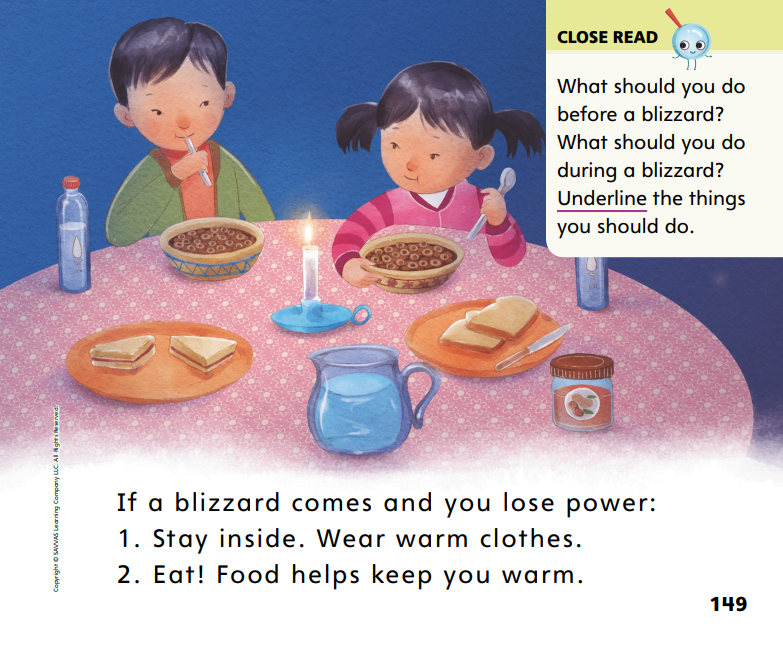 CLOSE READ
What should you do
before a blizzard?
What should you do
during a blizzard?
Underline the things
you should do.
If a blizzard comes and you lose power:
1. Stay inside. Wear warm clothes.
2. Eat! Food helps keep you warm.
149
Copyright © SAVVAS Learning Company LLC. All Rights Reserved.